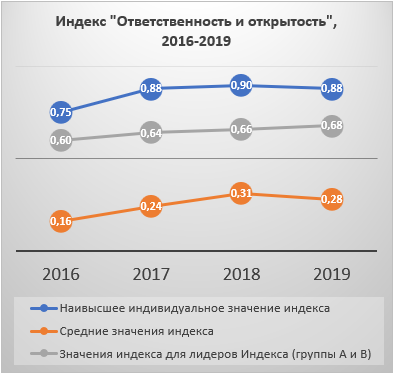 Индекс "Ответственность и открытость",
2016-2019
0,75 0,88 0,90 0,88
0,60 0,64 0,66 0,68
0,16 0,24 0,31 0,28
2016 2017 2018 2019
Наивысшее индивидуальное значение индекса
Средние значения индекса
Значения индекса для лидеров Индекса (группы А и В)